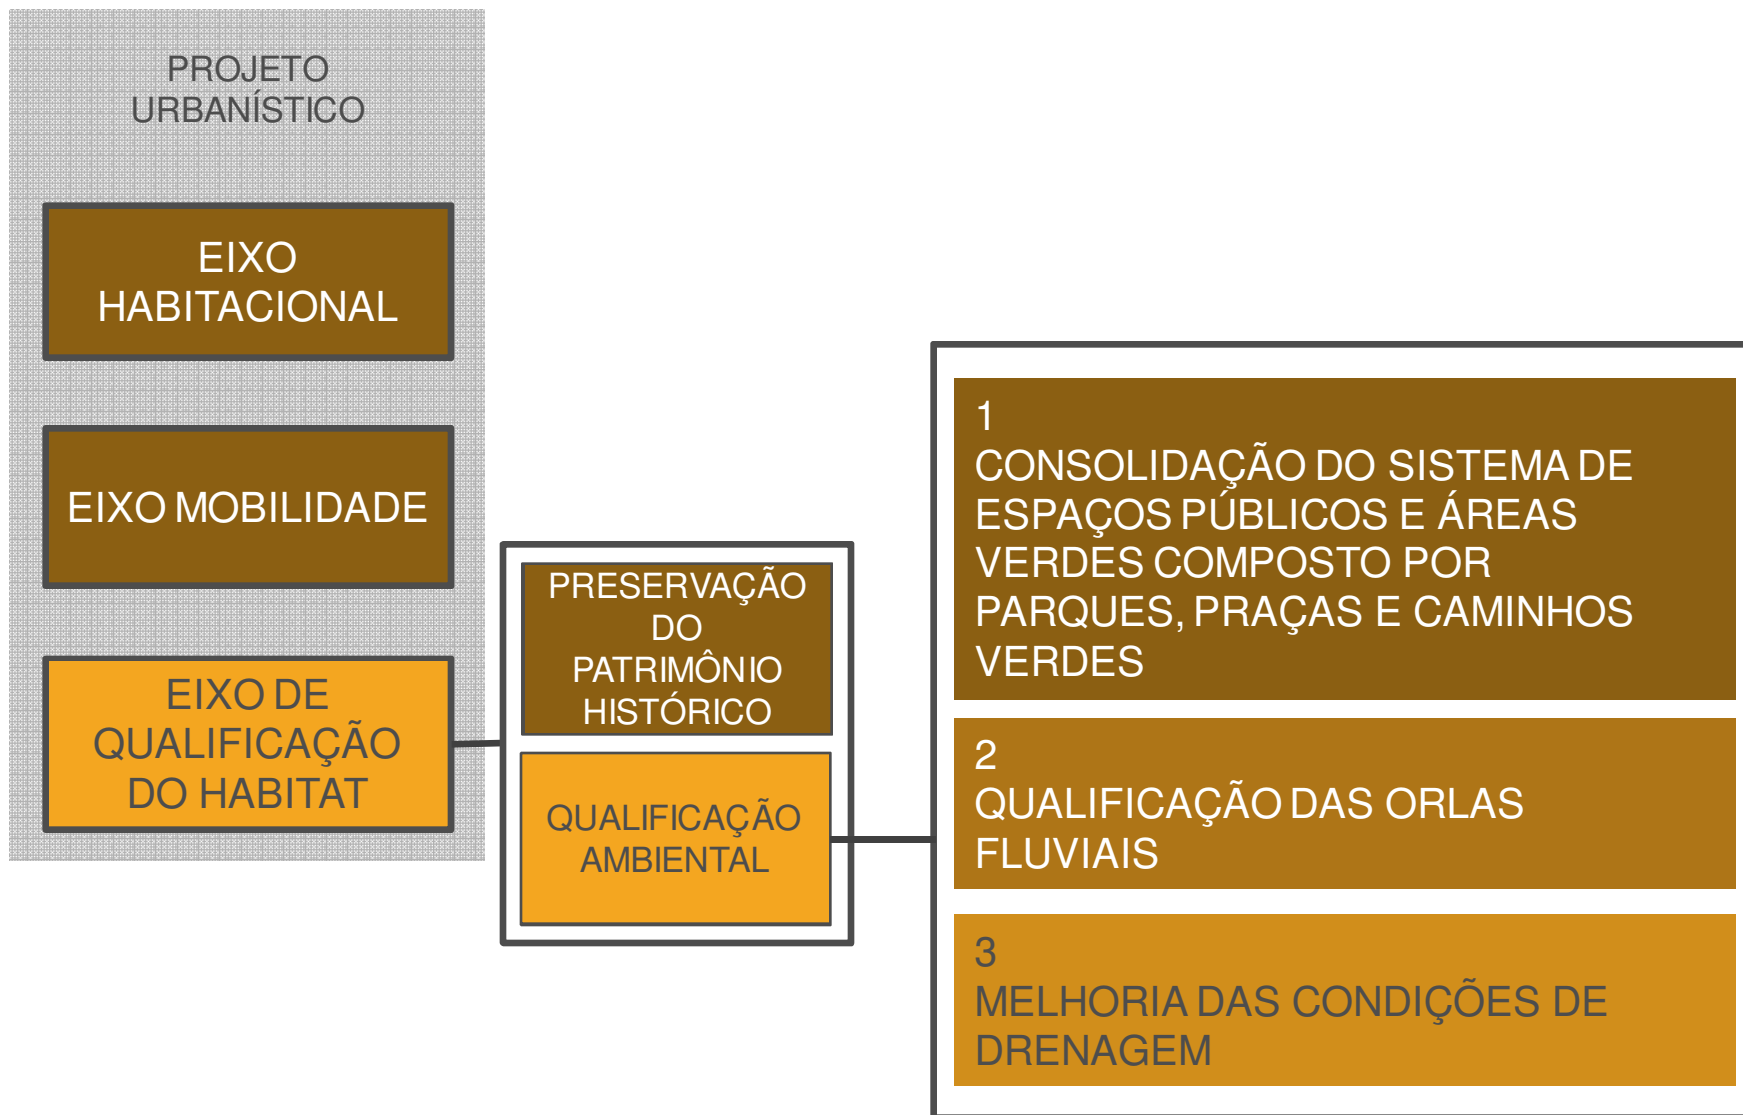 PROJETO
URBANÍSTICO
EIXO
HABITACIONAL
EIXO MOBILIDADE
EIXO DE
QUALIFICAÇÃO
DO HABITAT
PRESERVAÇÃO
DO
PATRIMÔNIO
HISTÓRICO
QUALIFICAÇÃO
AMBIENTAL
1
CONSOLIDAÇÃO DO SISTEMA DE
ESPAÇOS PÚBLICOS E ÁREAS
VERDES COMPOSTO POR
PARQUES, PRAÇAS E CAMINHOS
VERDES
2
QUALIFICAÇÃO DAS ORLAS
FLUVIAIS
3
MELHORIA DAS CONDIÇÕES DE
DRENAGEM